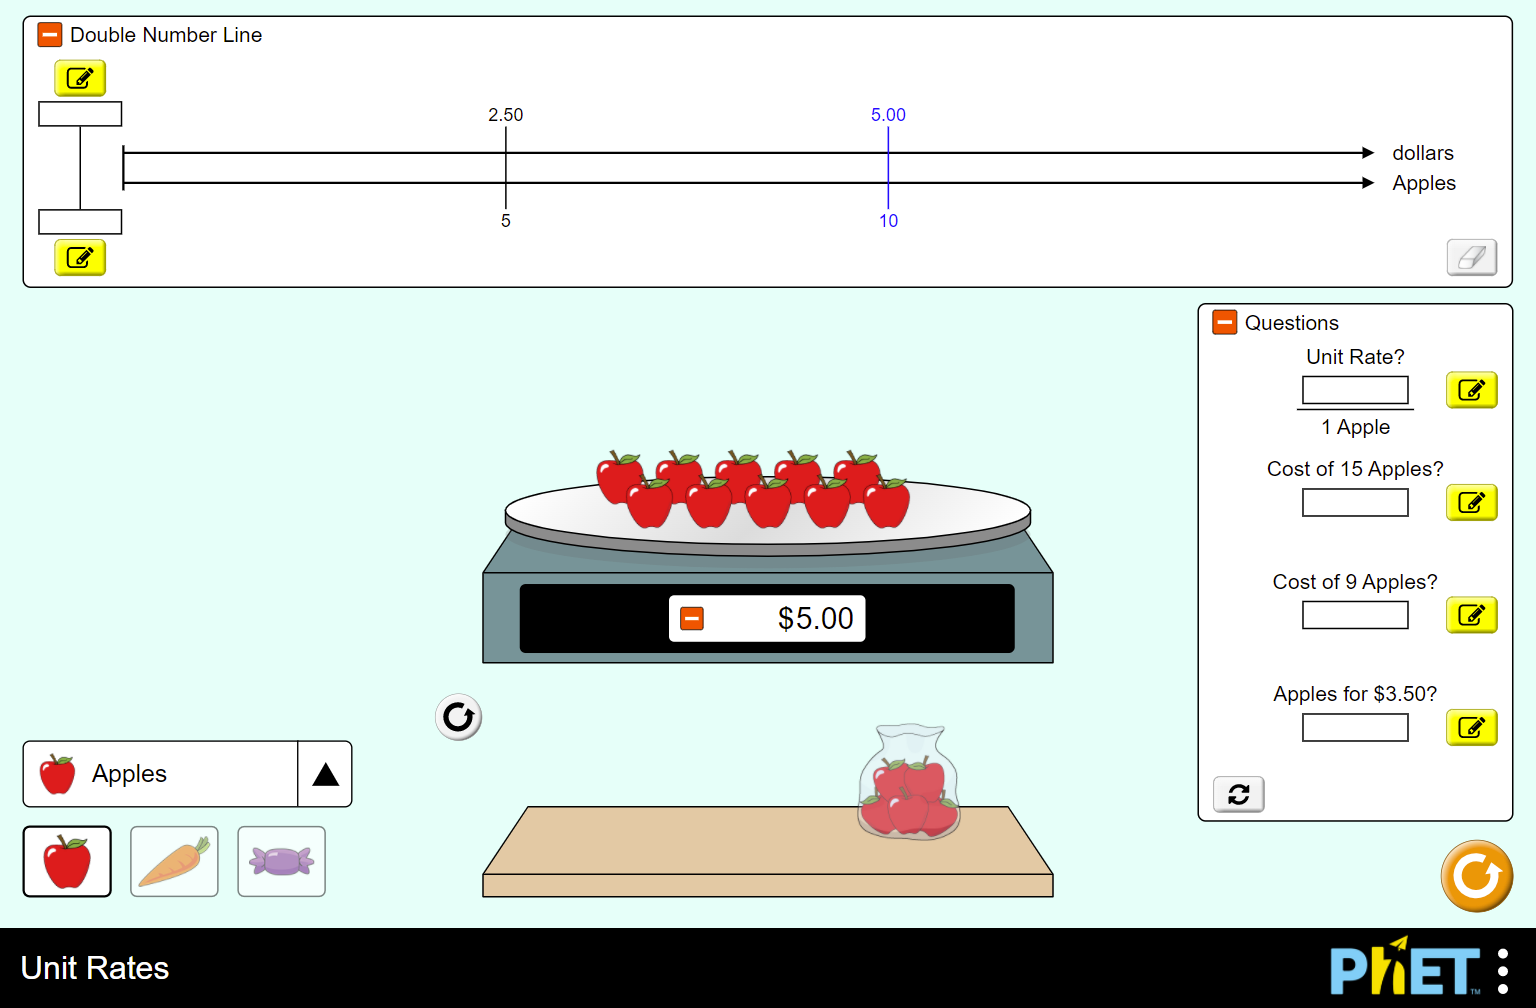 Double Number Line
2.50
5.00
dollars
Apples
5
10
Questions
Unit Rate?
1 Apple
Cost of 15 Apples?
Cost of 9 Apples?
Apples for $3.50?
$5.00
Apples
Unit Rates
PhET
TM